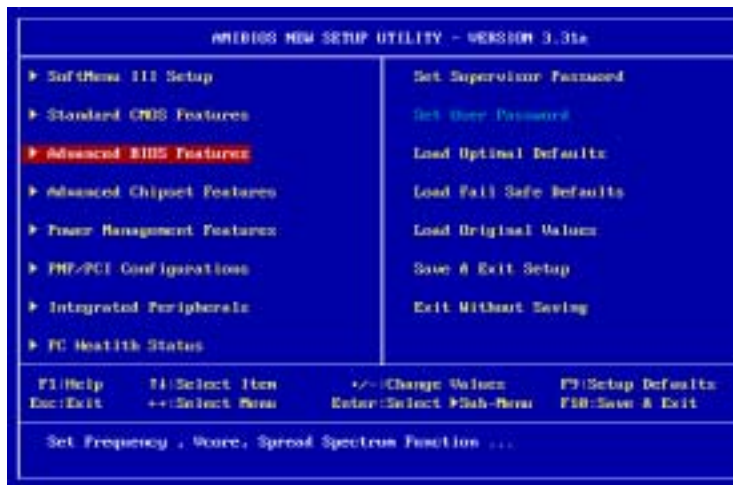 AMIBIOS NEW SETUP UTILITY - VERSION 3.31a
▶ SoftMenu III Setup
▶ Standard CMOS Features
▶ Advanced BIOS Features
▶ Advanced Chipset Features
▶ Power Management Features
▶ PNP/PCI Configurations
▶ Integrated Peripherals
▶ PC Heatlth Status
Set Supervisor Password
Set User Password
Load Optimal Defaults
Load Fail Safe Defaults
Load Original Values
Save & Exit Setup
Exit Without Saving
F1:Help ↑↓:Select Item +/-:Change Values F9:Setup Defaults
Esc:Exit ←→:Select Menu Enter:Select ▶Sub-Menu F10:Save & Exit
Set Frequency , Vcore, Spread Spectrum Function ...